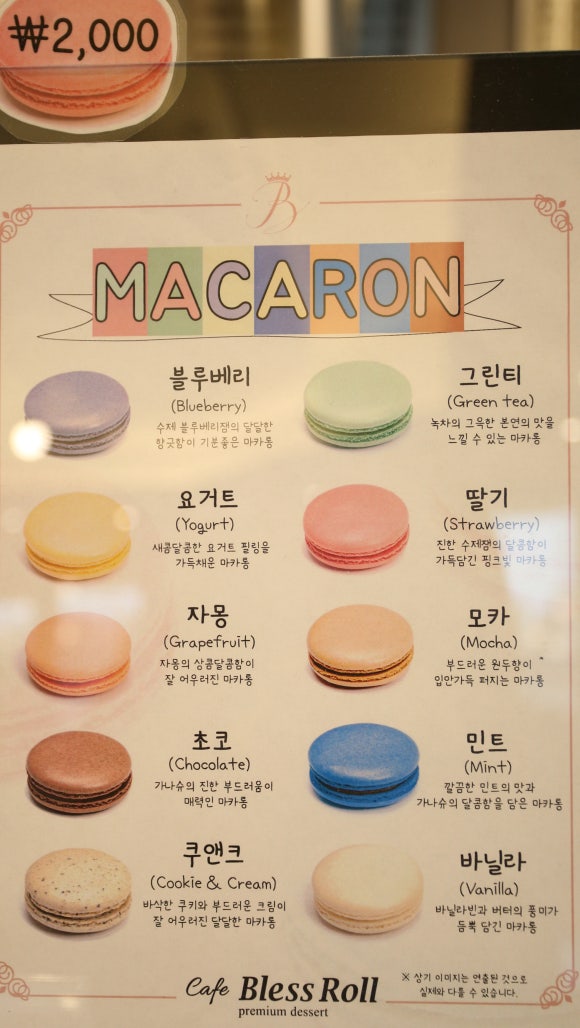 ₩2,000
B
MACARON
블루베리
(Blueberry)
수제 블루베리잼의 달달한
향긋함이 기분좋은 마카롱
그린티
(Green tea)
녹차의 그윽한 본연의 맛을
느낄 수 있는 마카롱
요거트
(Yogurt)
새콤달콤한 요거트 필링을
가득채운 마카롱
딸기
(Strawberry)
진한 수제잼의 달콤함이
가득담긴 핑크빛 마카롱
자몽
(Grapefruit)
자몽의 상콤달콤함이
잘 어우러진 마카롱
모카
(Mocha)
부드러운 원두향이
입안가득 퍼지는 마카롱
초코
(Chocolate)
가나슈의 진한 부드러움이
매력인 마카롱
민트
(Mint)
깔끔한 민트의 맛과
가나슈의 달콤함을 담은 마카롱
쿠앤크
(Cookie & Cream)
바삭한 쿠키와 부드러운 크림이
잘 어우러진 달달한 마카롱
바닐라
(Vanilla)
바닐라빈과 버터의 풍미가
듬뿍 담긴 마카롱
Cafe Bless Roll
premium dessert
※ 상기 이미지는 연출된 것으로
실제와 다를 수 있습니다.